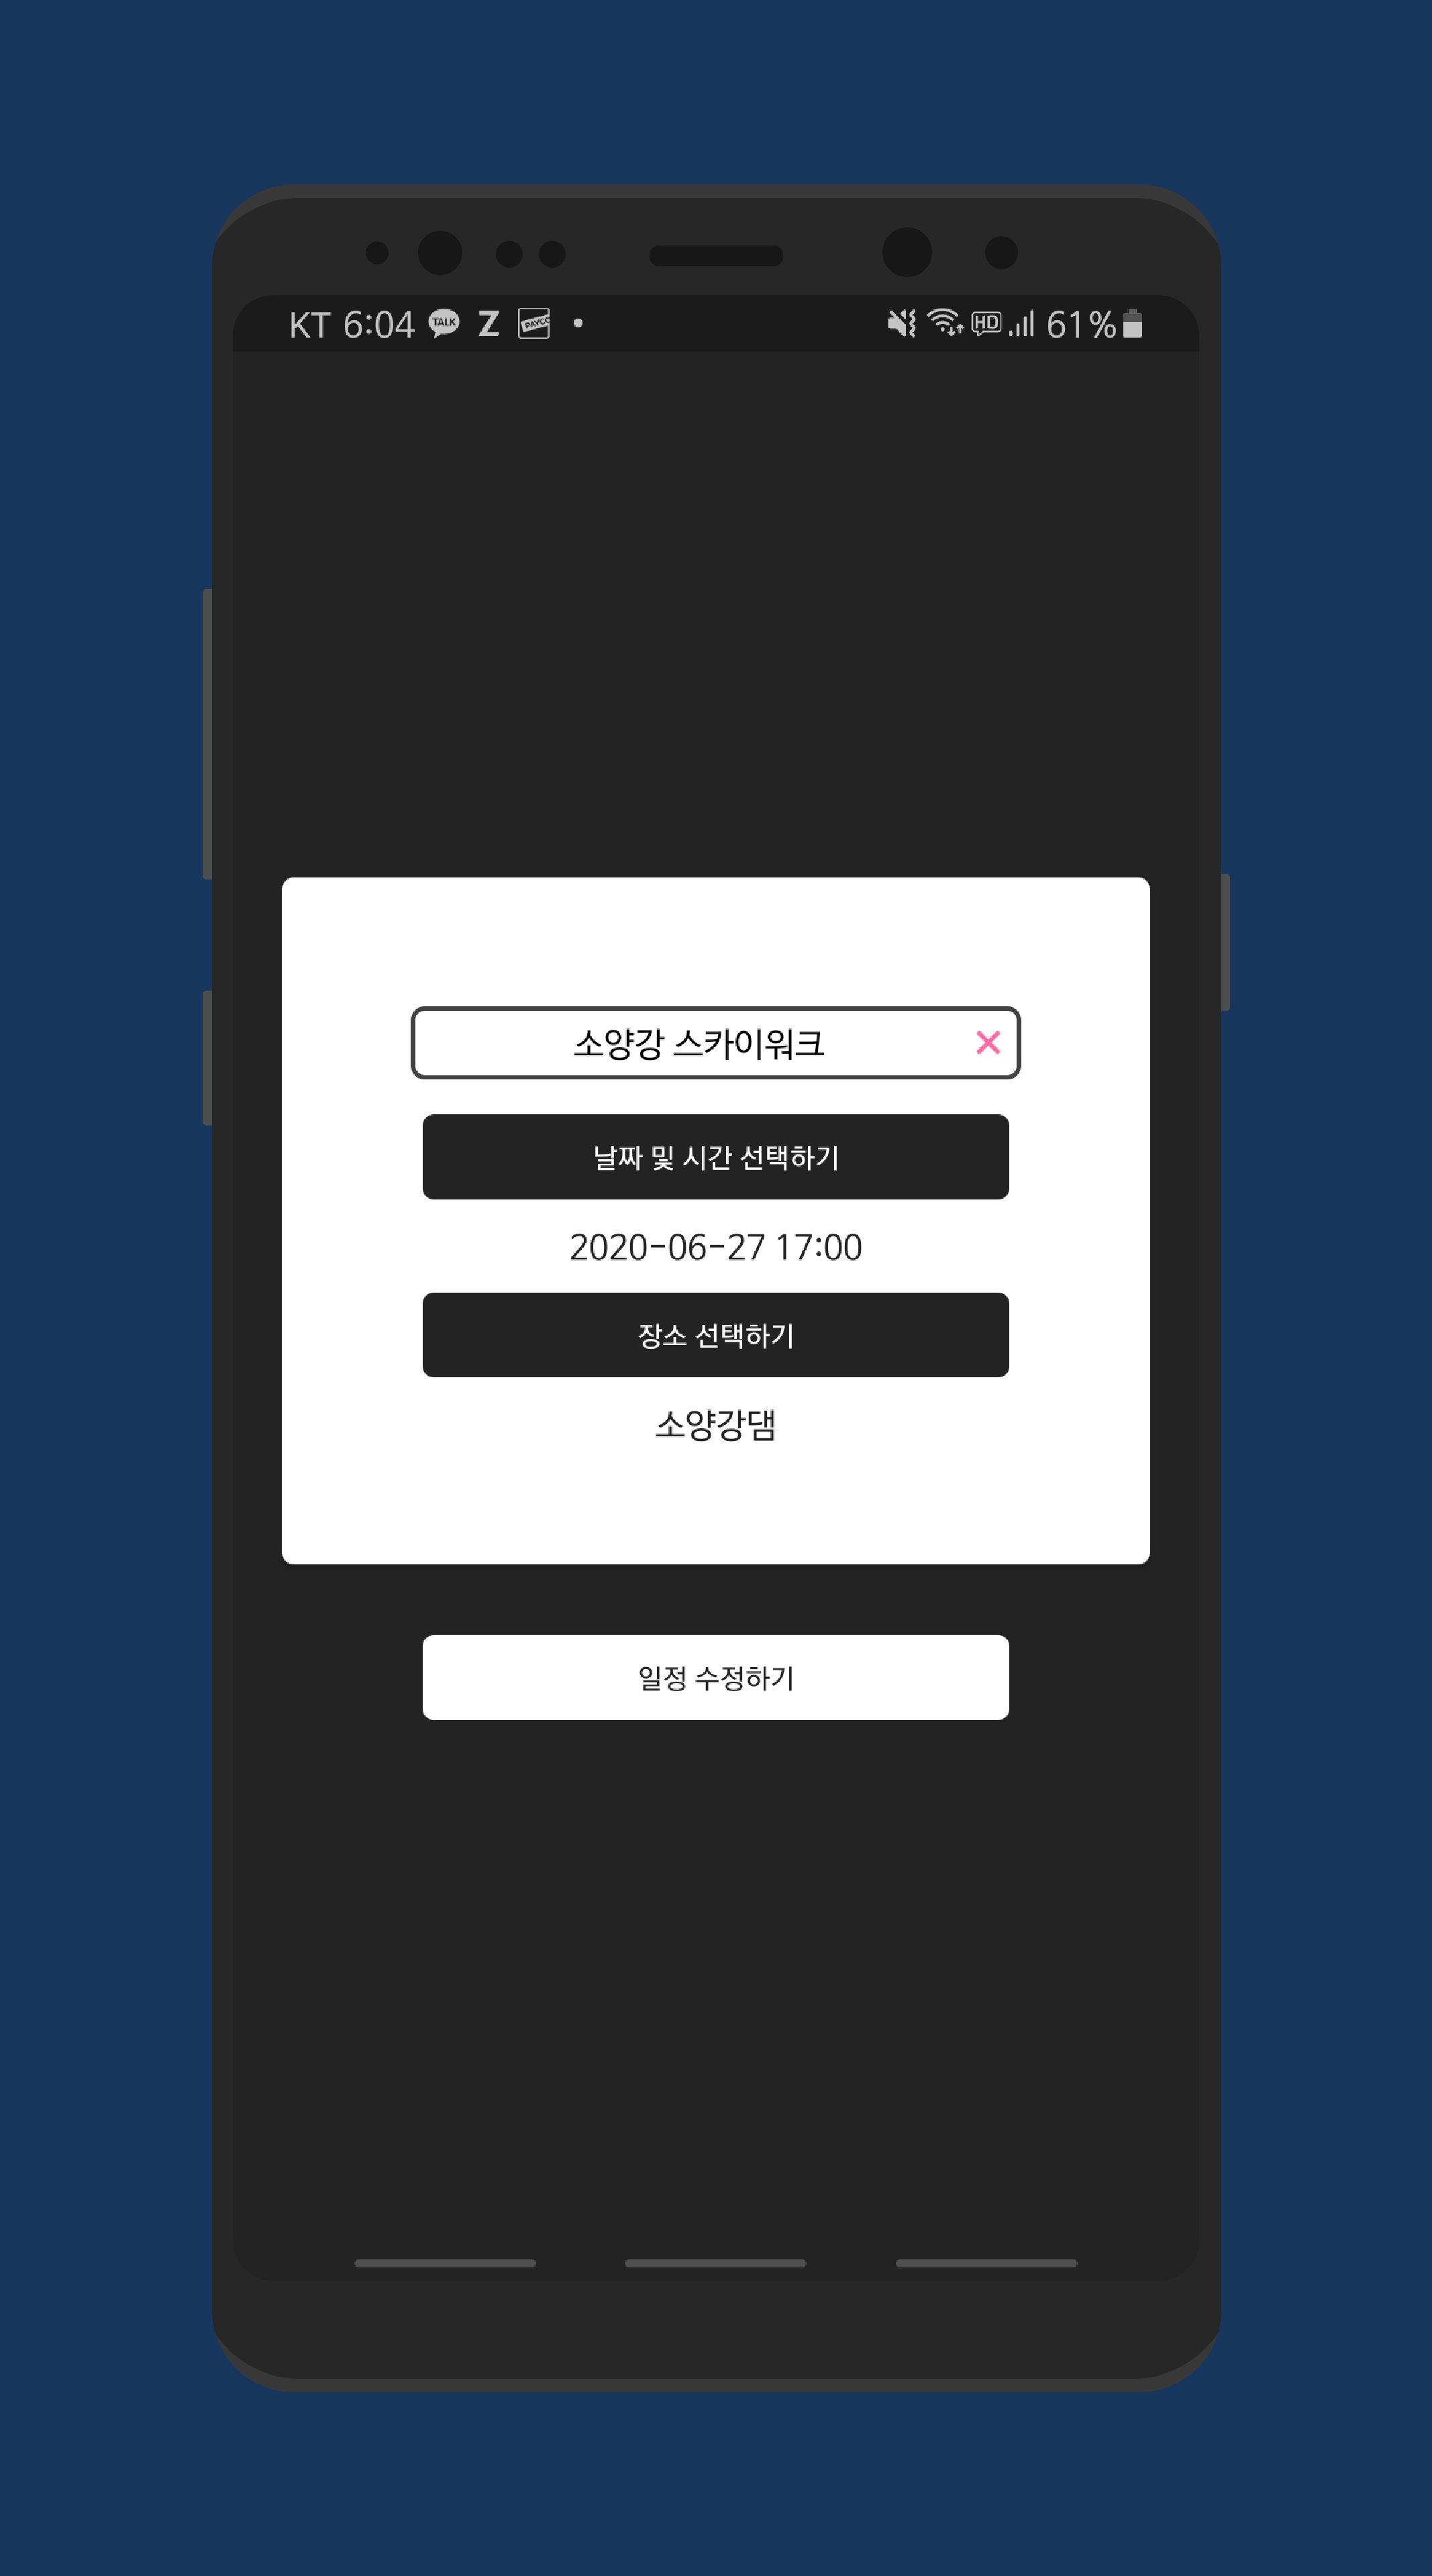 KT 6:04 TALK Z PAYCO HD 61%
소양강 스카이워크
날짜 및 시간 선택하기
2020-06-27 17:00
장소 선택하기
소양강댐
일정 수정하기